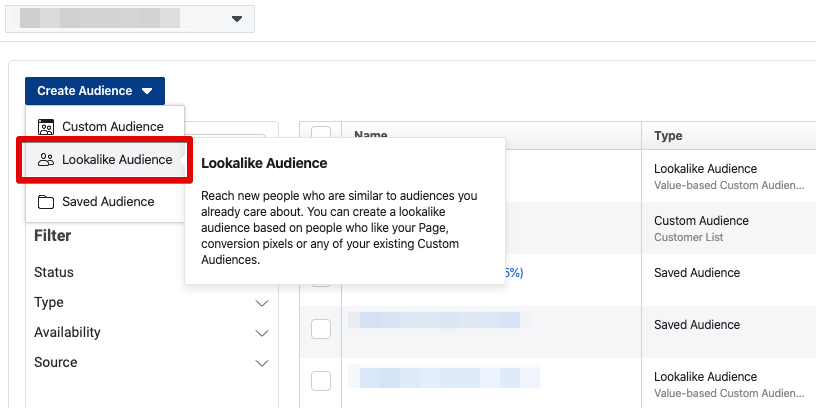 Create Audience
Custom Audience
Lookalike Audience
Saved Audience
Filter
Status
Type
Availability
Source
Lookalike Audience
Reach new people who are similar to audiences you
already care about. You can create a lookalike
audience based on people who like your Page,
conversion pixels or any of your existing Custom
Audiences.
Name
Type
Lookalike Audience
Value-based Custom Audien...
Custom Audience
Customer List
5%)
Saved Audience
Saved Audience
Lookalike Audience
Value-based Custom Audien...